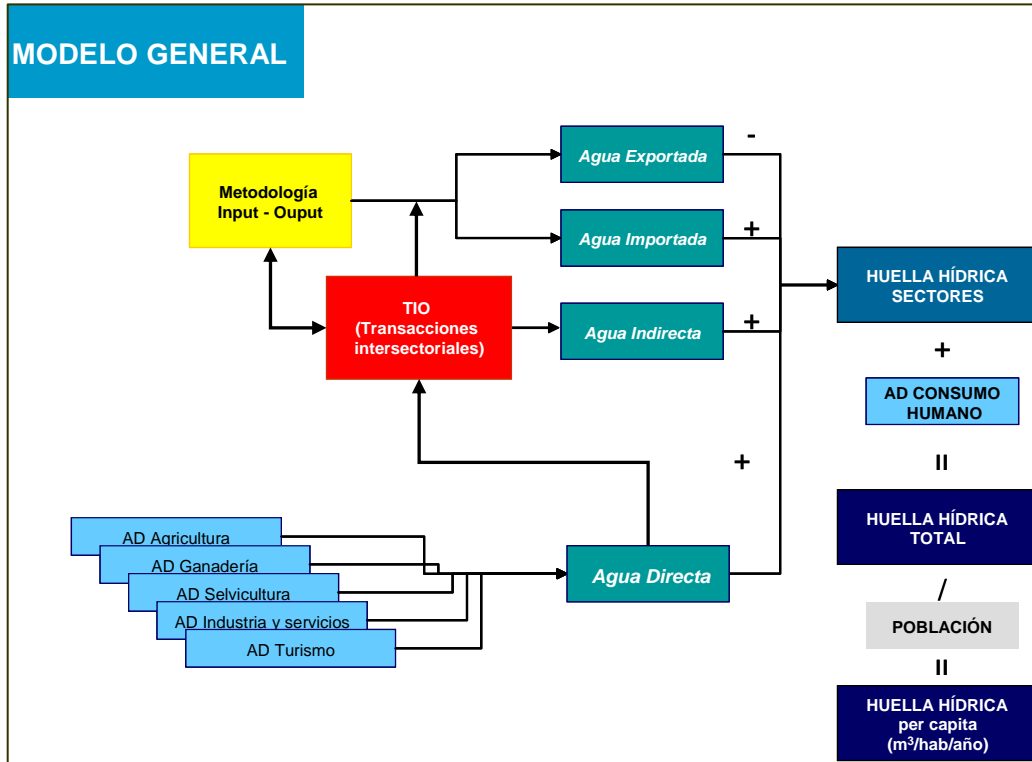 MODELO GENERAL
-
Agua Exportada
Metodología
Input - Ouput
+
Agua Importada
HUELLA HÍDRICA
SECTORES
TIO
(Transacciones
intersectoriales)
+
Agua Indirecta
+
AD CONSUMO
HUMANO
+
=
HUELLA HÍDRICA
TOTAL
AD Agricultura
AD Ganadería
AD Selvicultura
AD Industria y servicios
AD Turismo
Agua Directa
/
POBLACIÓN
=
HUELLA HÍDRICA
per capita
(m³/hab/año)